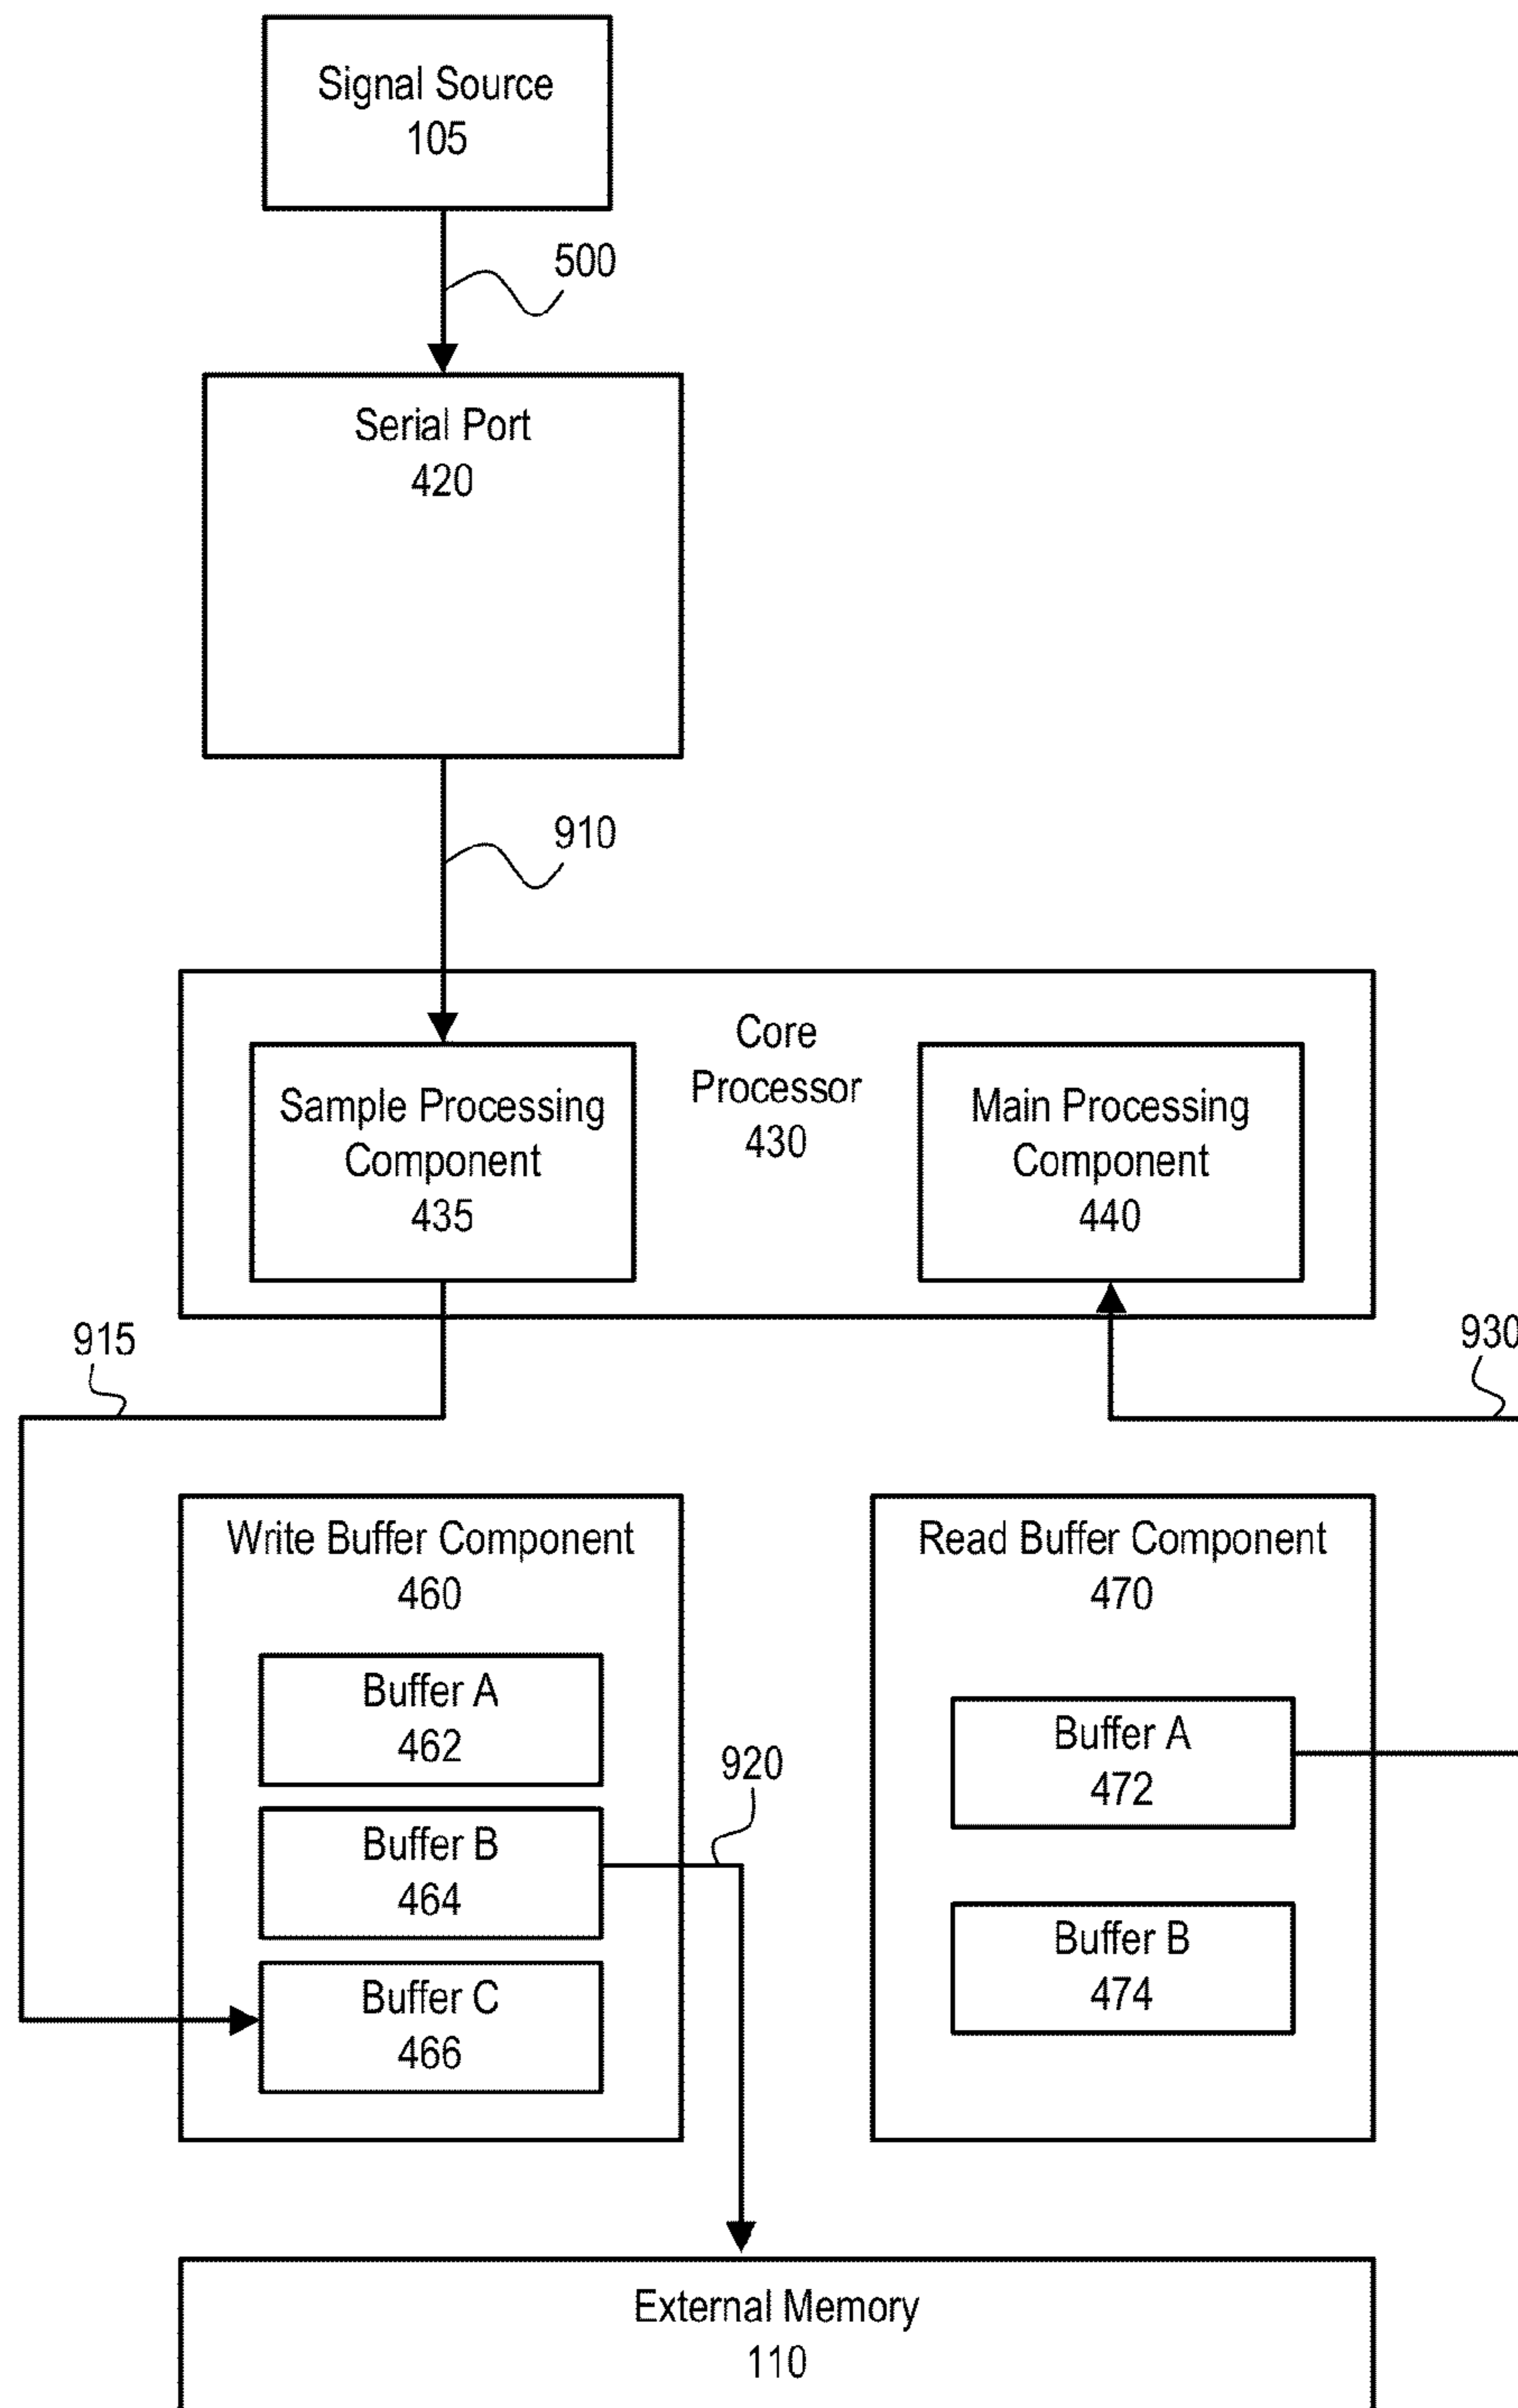 Signal Source
105
500
Serial Port
420
910
Core
Processor
430
Sample Processing
Component
435
Main Processing
Component
440
915
930
Write Buffer Component
460
Buffer A
462
Buffer B
464
Buffer C
466
920
Read Buffer Component
470
Buffer A
472
Buffer B
474
External Memory
110